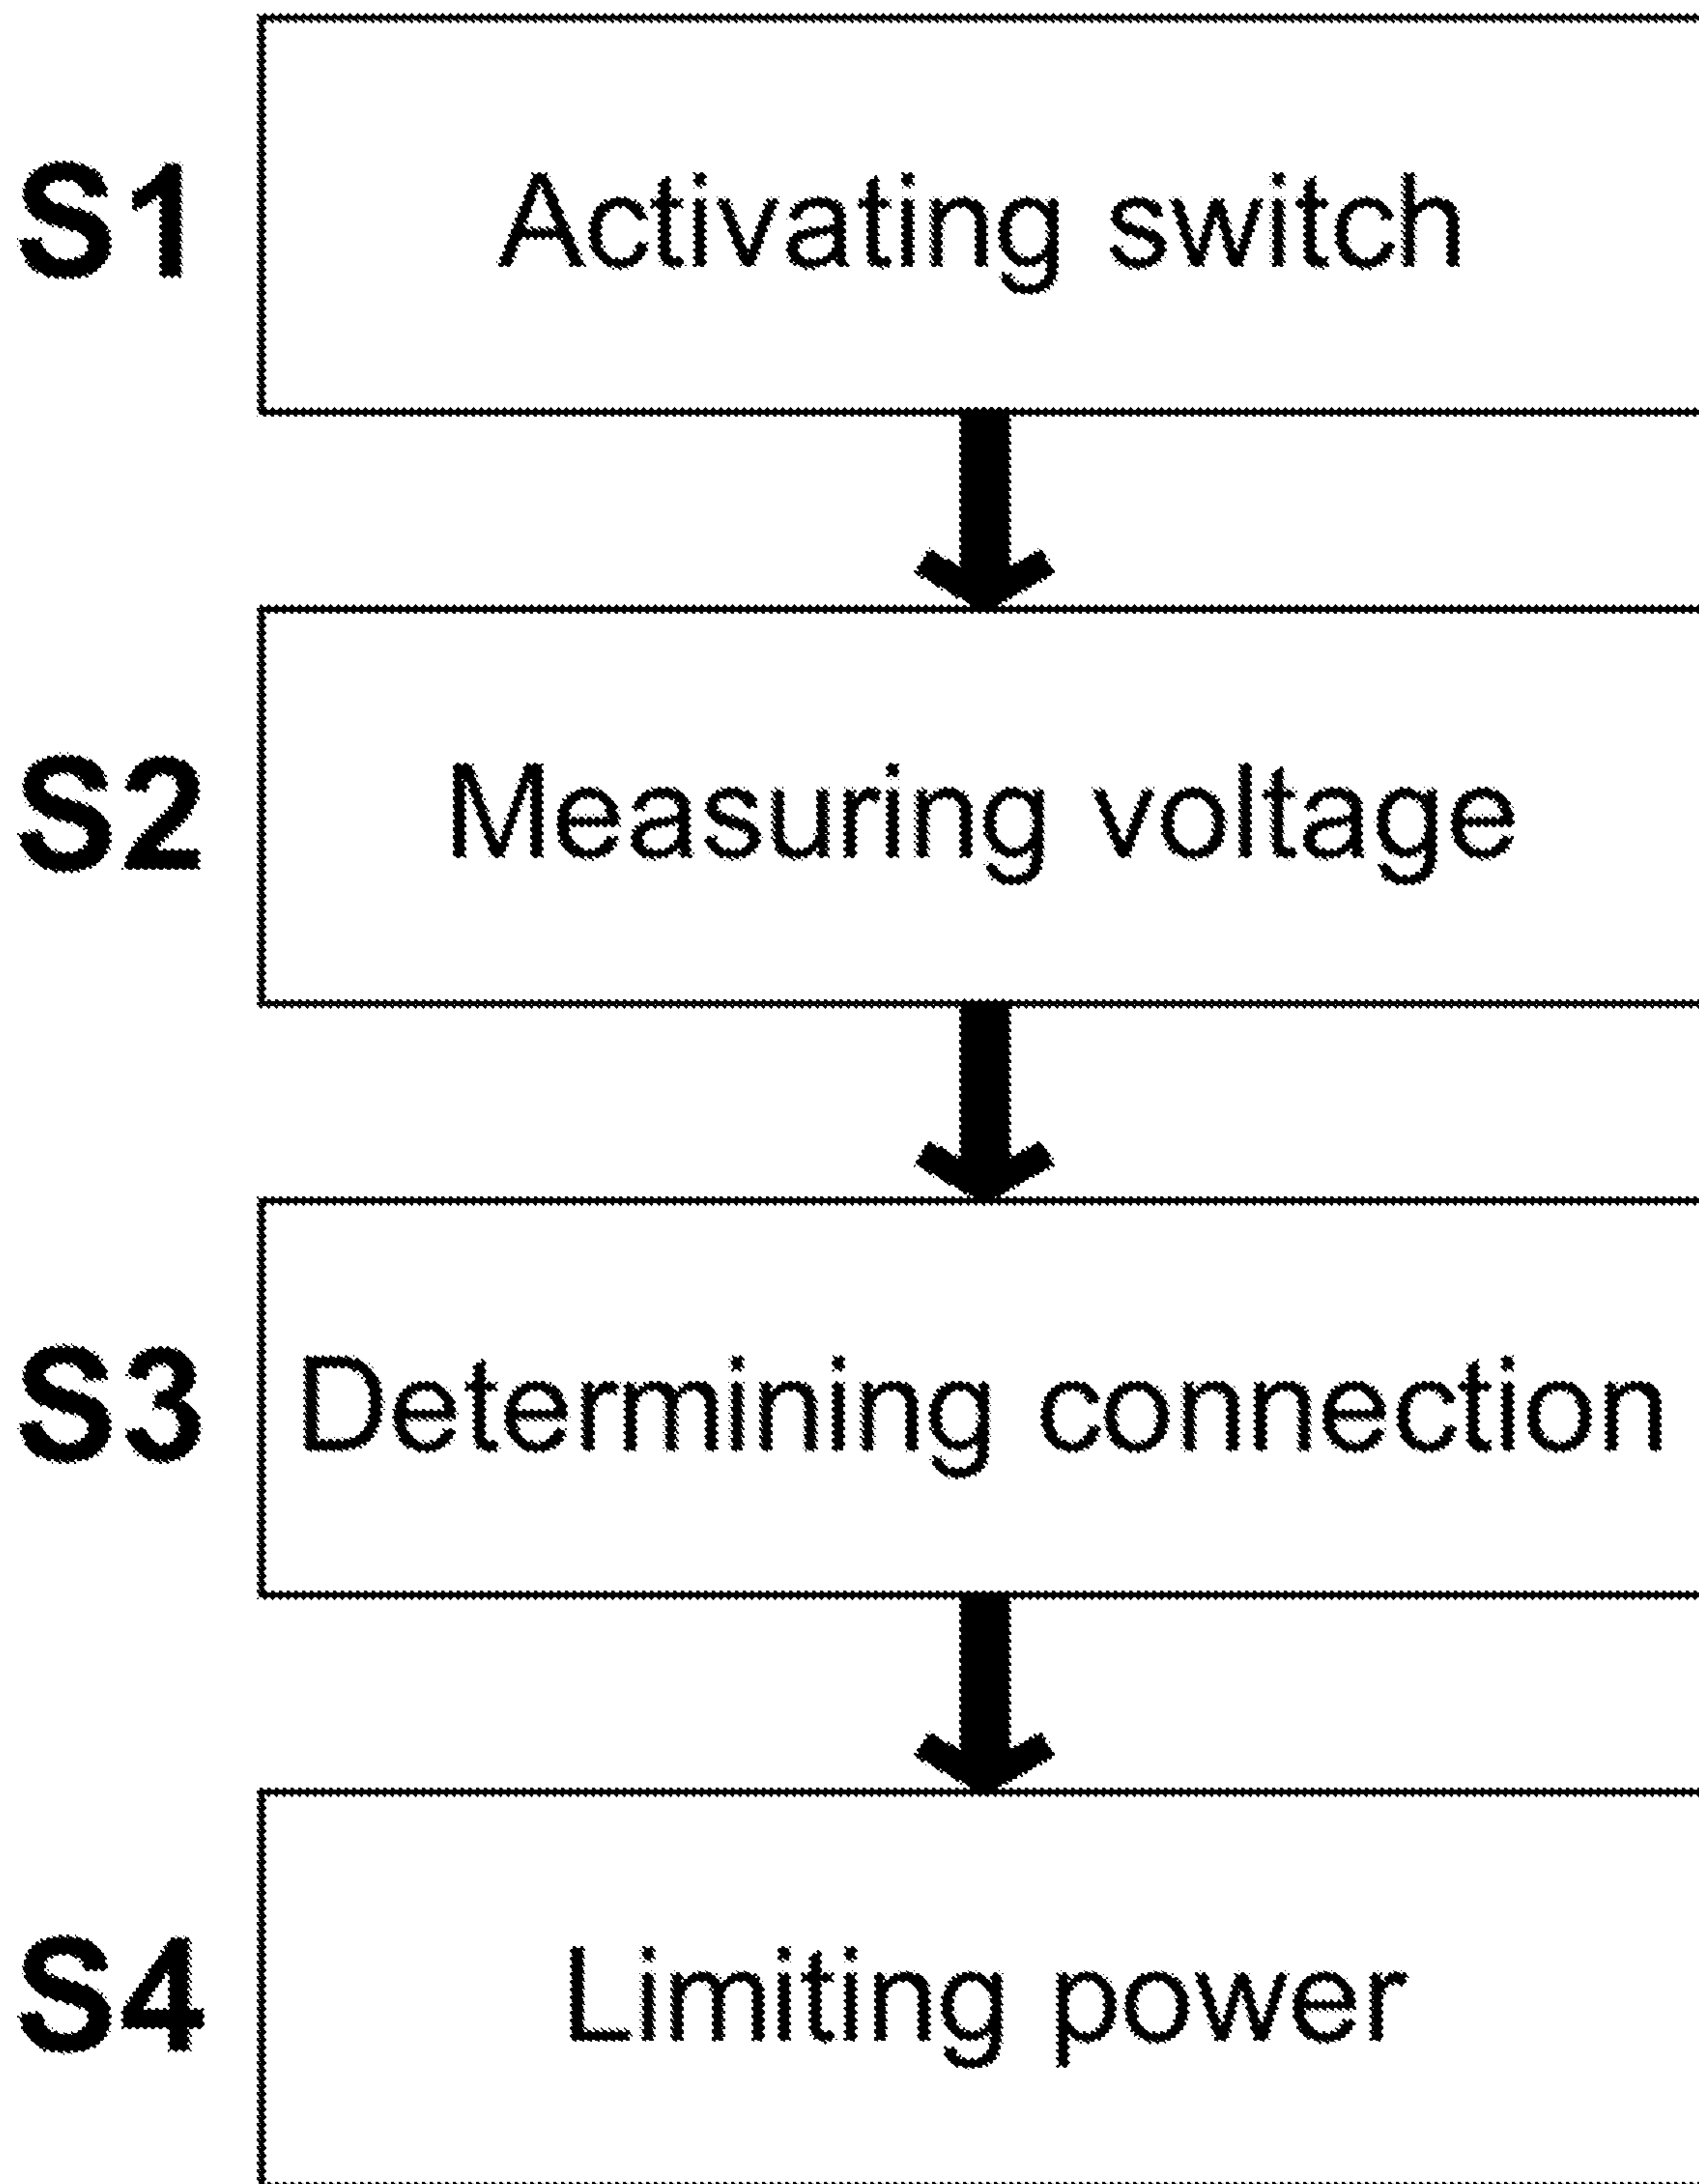 S1 Activating switch
S2 Measuring voltage
S3 Determining connection
S4 Limiting power